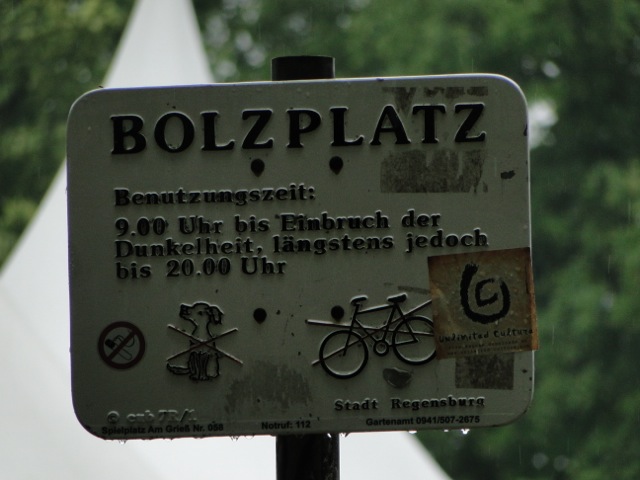 BOLZPLATZ
Benutzungszeit:
9.00 Uhr bis Einbruch der
Dunkelheit, längstens jedoch
bis 20.00 Uhr
unlimited Culture
Stadt Regensburg
Spielplatz Am Grieß Nr. 058 Notruf: 112 Gartenamt 0941/507-2675